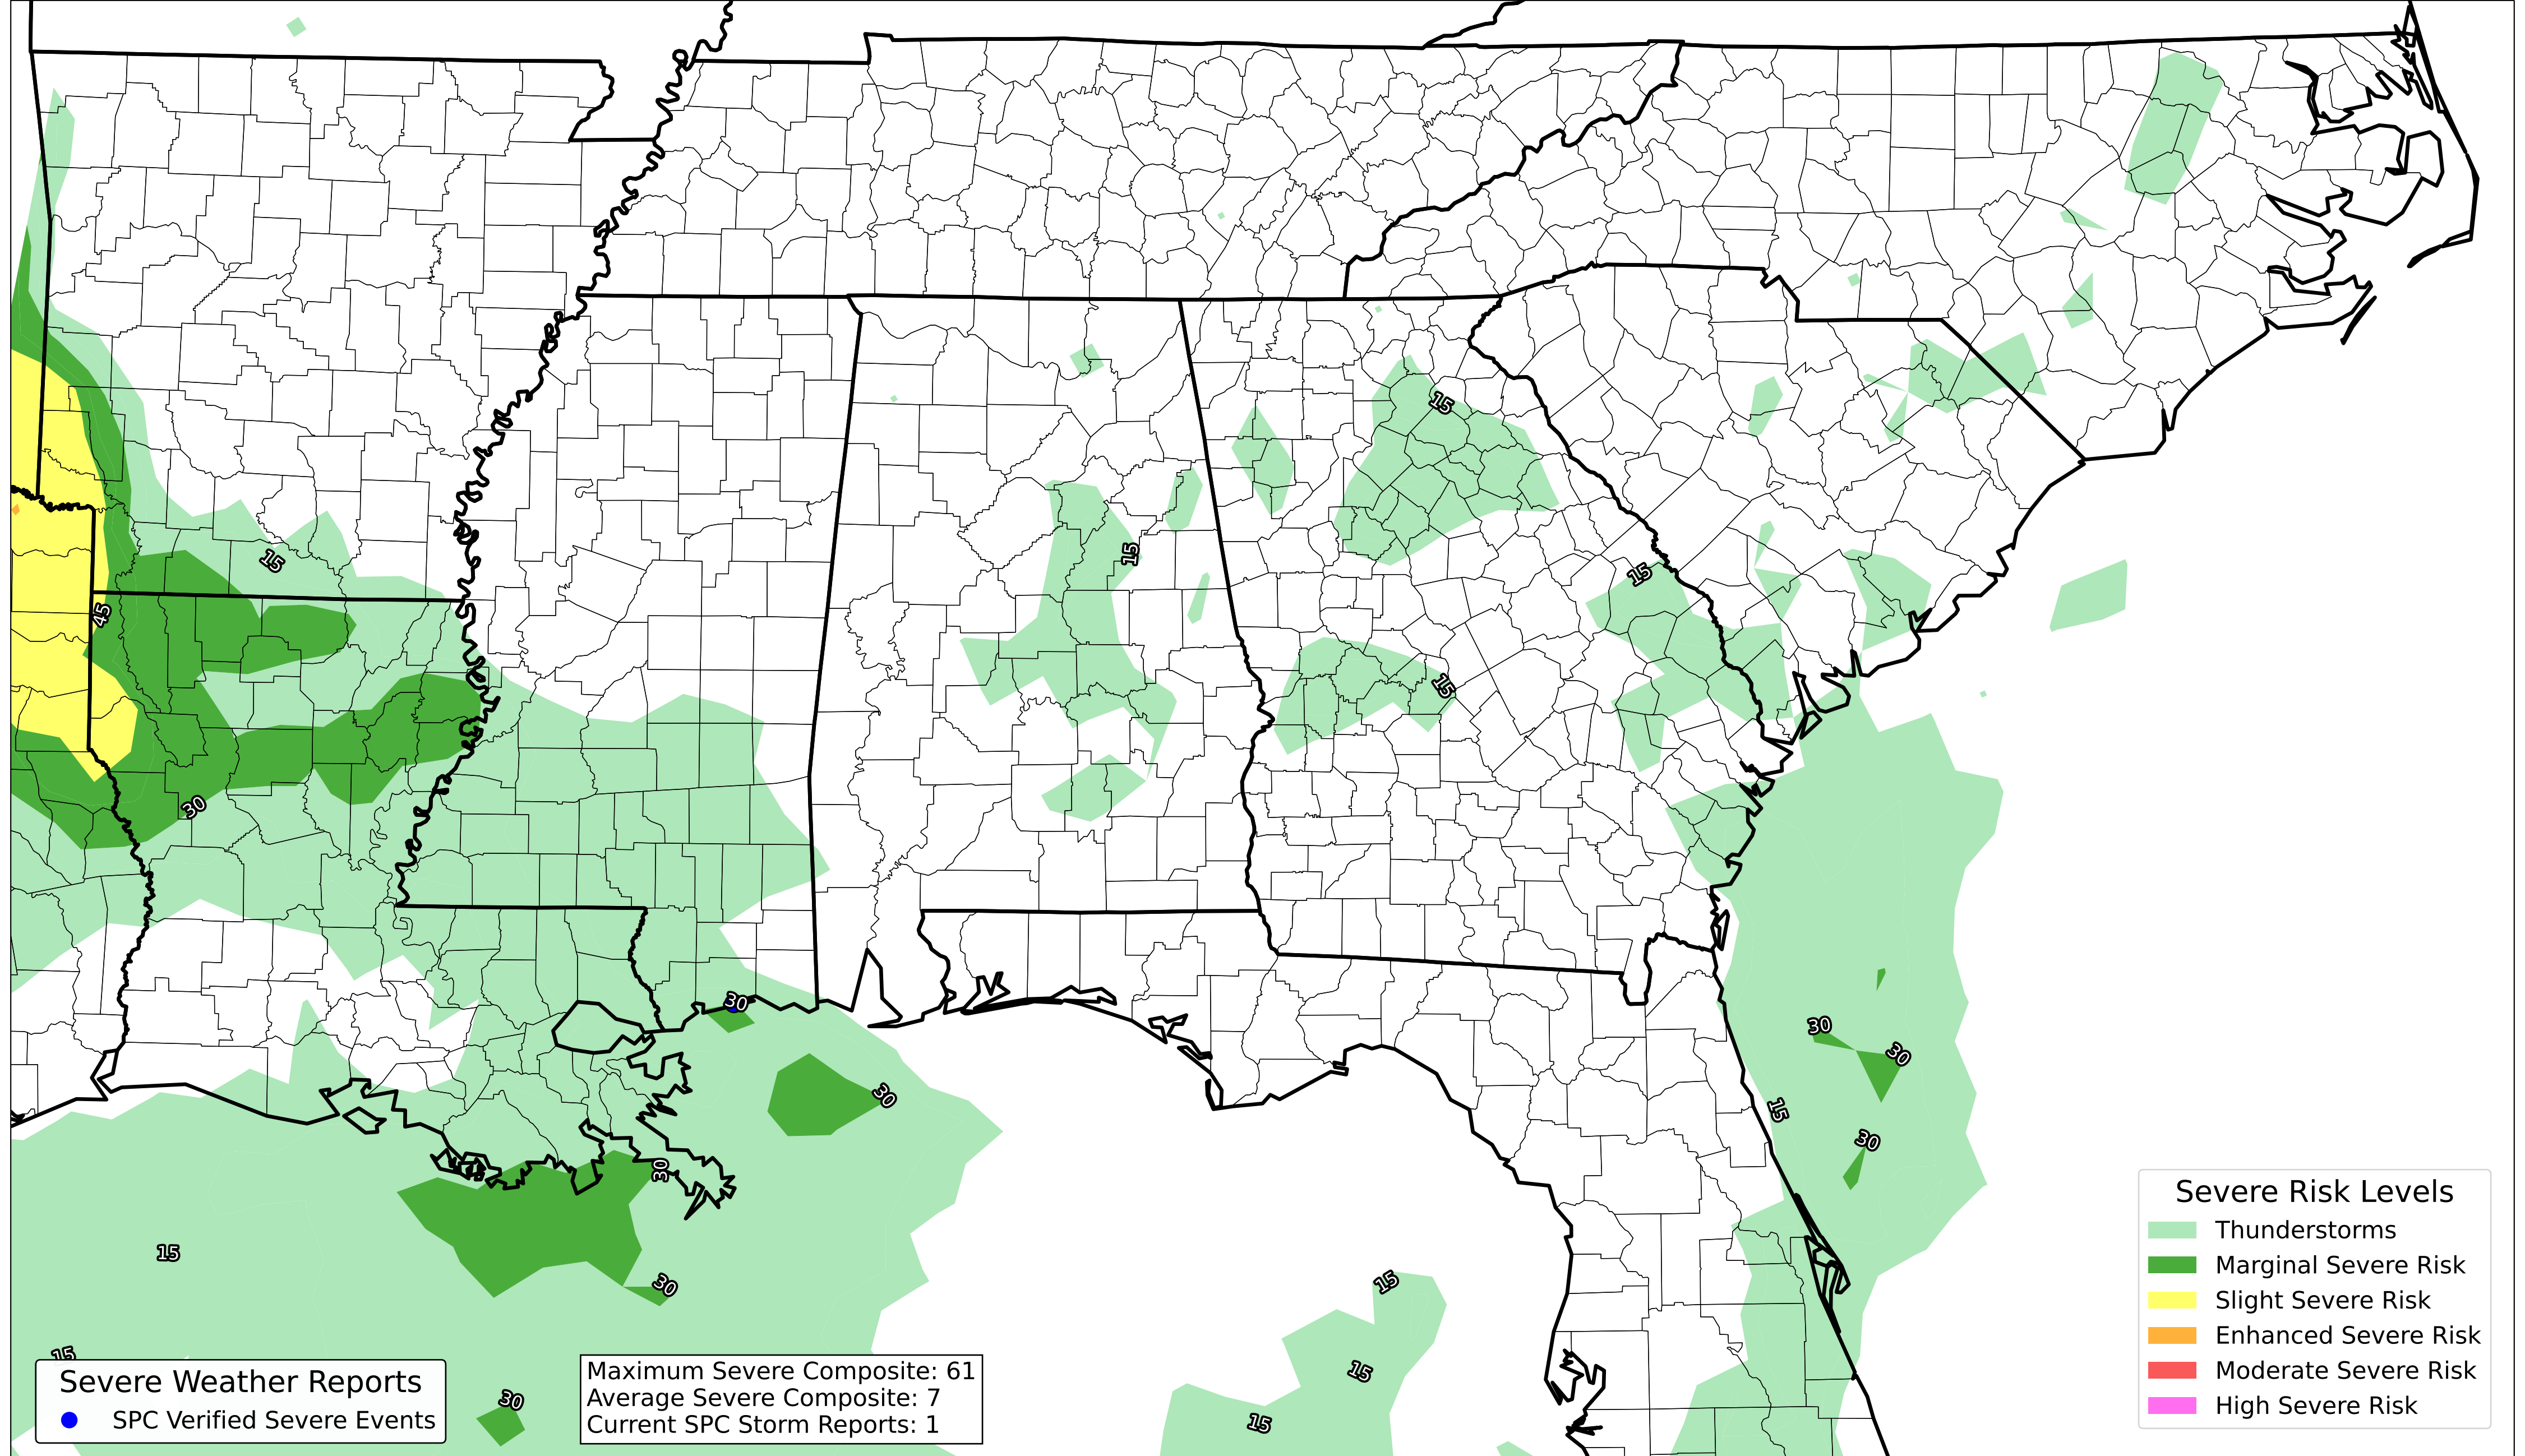 15
15
15
45
15
15
30
30
30
30
15
30
30
30
30
15
15
15
15
30
15
Severe Weather Reports
SPC Verified Severe Events
Maximum Severe Composite: 61
Average Severe Composite: 7
Current SPC Storm Reports: 1
Severe Risk Levels
Thunderstorms
Marginal Severe Risk
Slight Severe Risk
Enhanced Severe Risk
Moderate Severe Risk
High Severe Risk